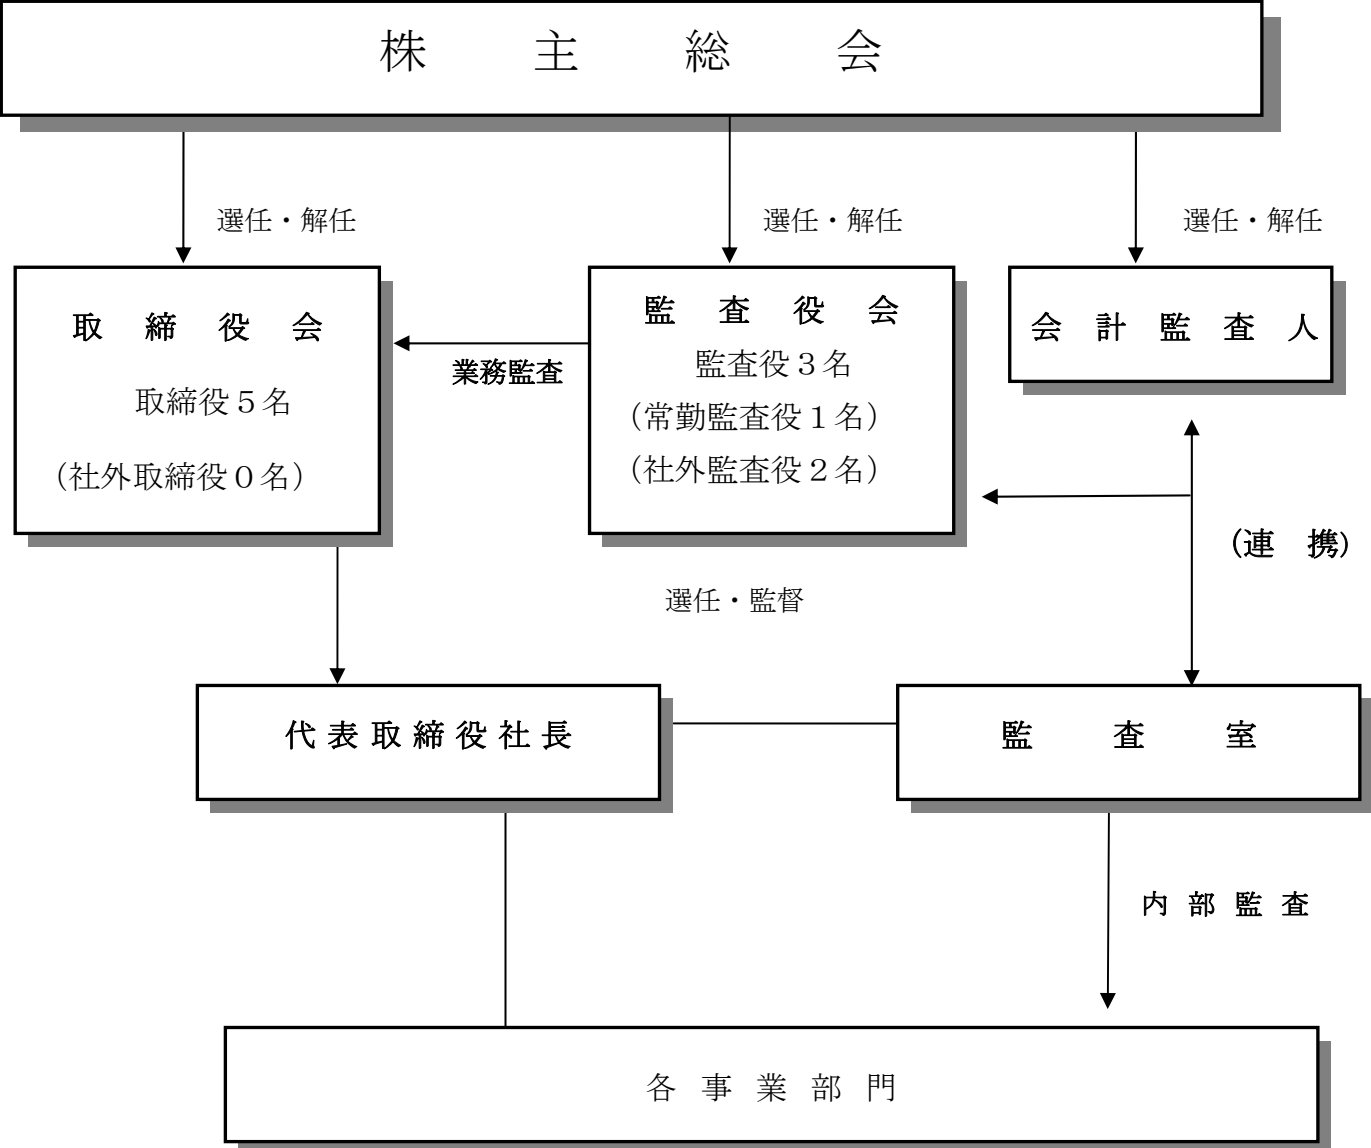 株主総会
選任・解任
選任・解任
選任・解任
取締役会
取締役５名
（社外取締役０名）
業務監査
監査役会
監査役３名
（常勤監査役１名）
（社外監査役２名）
会計監査人
（連　携）
選任・監督
代表取締役社長
監査室
内部監査
各事業部門